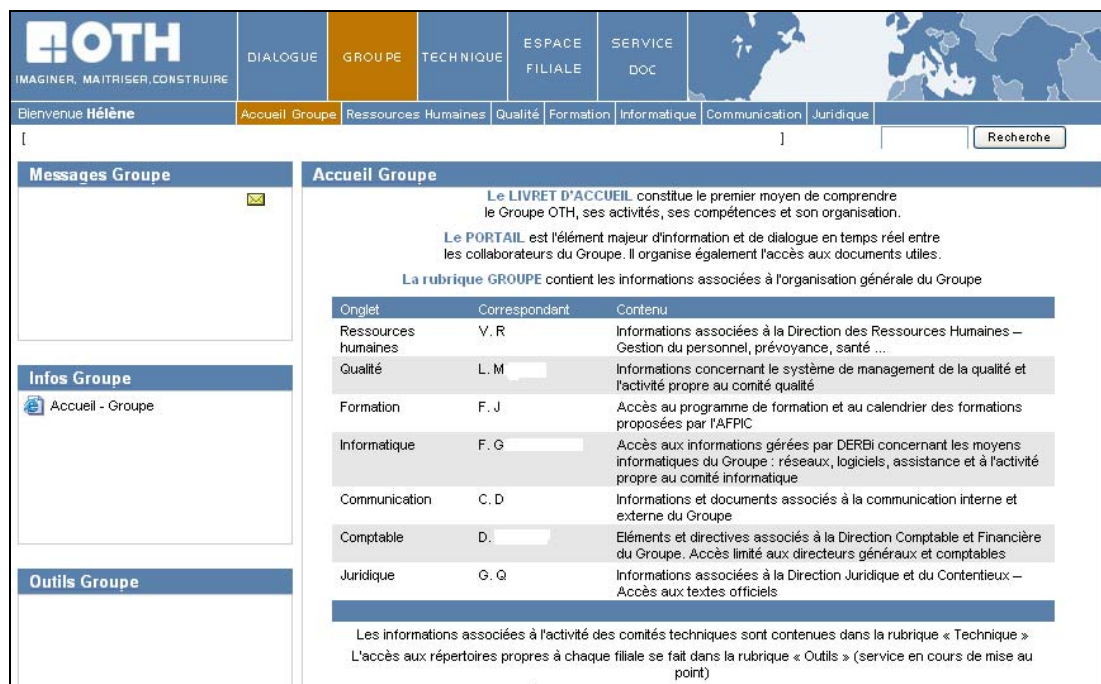 OTH
IMAGINER, MAITRISER,CONSTRUIRE
DIALOGUE
GROUPE
TECHNIQUE
ESPACE
FILIALE
SERVICE
DOC
Bienvenue Hélène
Accueil Groupe
Ressources Humaines
Qualité
Formation
Informatique
Communication
Juridique
[ ]
Recherche
Messages Groupe
Infos Groupe
Accueil - Groupe
Outils Groupe
Accueil Groupe
Le LIVRET D'ACCUEIL constitue le premier moyen de comprendre
le Groupe OTH, ses activités, ses compétences et son organisation.
Le PORTAIL est l'élément majeur d'information et de dialogue en temps réel entre
les collaborateurs du Groupe. Il organise également l'accès aux documents utiles.
La rubrique GROUPE contient les informations associées à l'organisation générale du Groupe
Onglet Correspondant Contenu
Ressources V. R Informations associées à la Direction des Ressources Humaines –
humaines Gestion du personnel, prévoyance, santé ...
Qualité L. M Informations concernant le système de management de la qualité et
l'activité propre au comité qualité
Formation F. J Accès au programme de formation et au calendrier des formations
proposées par l'AFPIC
Informatique F. G Accès aux informations gérées par DERBi concernant les moyens
informatiques du Groupe : réseaux, logiciels, assistance et à l'activité
propre au comité informatique
Communication C. D Informations et documents associés à la communication interne et
externe du Groupe
Comptable D. Eléments et directives associés à la Direction Comptable et Financière
du Groupe. Accès limité aux directeurs généraux et comptables
Juridique G. Q Informations associées à la Direction Juridique et du Contentieux –
Accès aux textes officiels
Les informations associées à l'activité des comités techniques sont contenues dans la rubrique « Technique »
L'accès aux répertoires propres à chaque filiale se fait dans la rubrique « Outils » (service en cours de mise au
point)